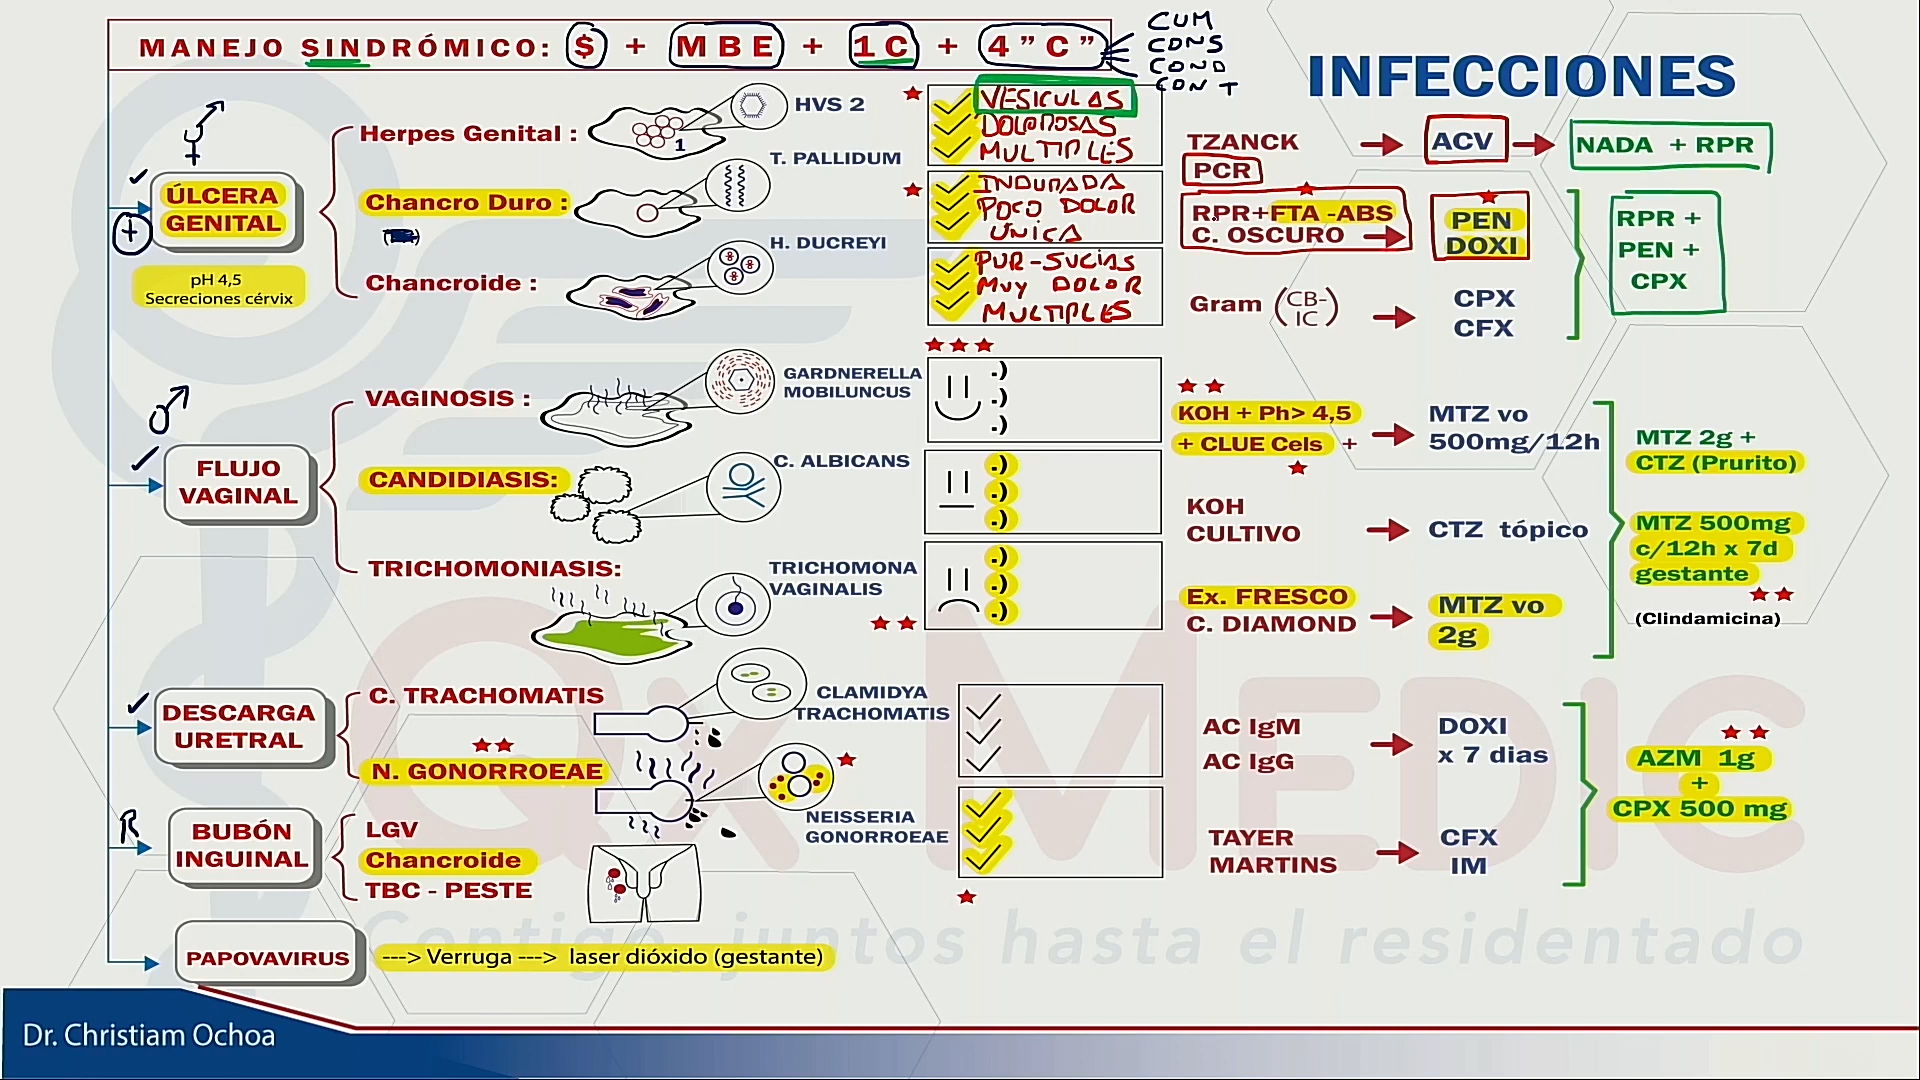 MANEJO SINDRÓMICO: $ + MBE + 1C + 4"C"
CUM
CONS
COND
CONT
INFECCIONES
ÚLCERA
GENITAL
pH 4,5
Secreciones cérvix
Herpes Genital :
1
HVS 2
VESICULAS
DOLOROSAS
MULTIPLES
TZANCK
PCR
ACV
NADA + RPR
Chancro Duro :
T. PALLIDUM
INDURADA
POCO DOLOR
ÚNICA
RPR+FTA -ABS
C. OSCURO
PEN
DOXI
Chancroide :
H. DUCREYI
PUR-SUCIAS
MUY DOLOR
MULTIPLES
Gram (CB-
IC)
CPX
CFX
RPR +
PEN +
CPX
FLUJO
VAGINAL
VAGINOSIS :
GARDNERELLA
MOBILUNCUS
.)
.)
.)
KOH + Ph> 4,5
+ CLUE Cels +
MTZ vo
500mg/12h
CANDIDIASIS:
C. ALBICANS
.)
.)
.)
KOH
CULTIVO
CTZ tópico
TRICHOMONIASIS:
TRICHOMONA
VAGINALIS
.)
.)
.)
Ex. FRESCO
C. DIAMOND
MTZ vo
2g
MTZ 2g +
CTZ (Prurito)
MTZ 500mg
c/12h x 7d
gestante
(Clindamicina)
DESCARGA
URETRAL
C. TRACHOMATIS
CLAMIDYA
TRACHOMATIS
AC IgM
AC IgG
DOXI
x 7 dias
N. GONORROEAE
NEISSERIA
GONORROEAE
TAYER
MARTINS
CFX
IM
AZM 1g
+
CPX 500 mg
R
BUBÓN
INGUINAL
LGV
Chancroide
TBC - PESTE
PAPOVAVIRUS
---> Verruga ---> laser dióxido (gestante)
Qx MEDIC
Contigo, juntos hasta el residentado
Dr. Christiam Ochoa